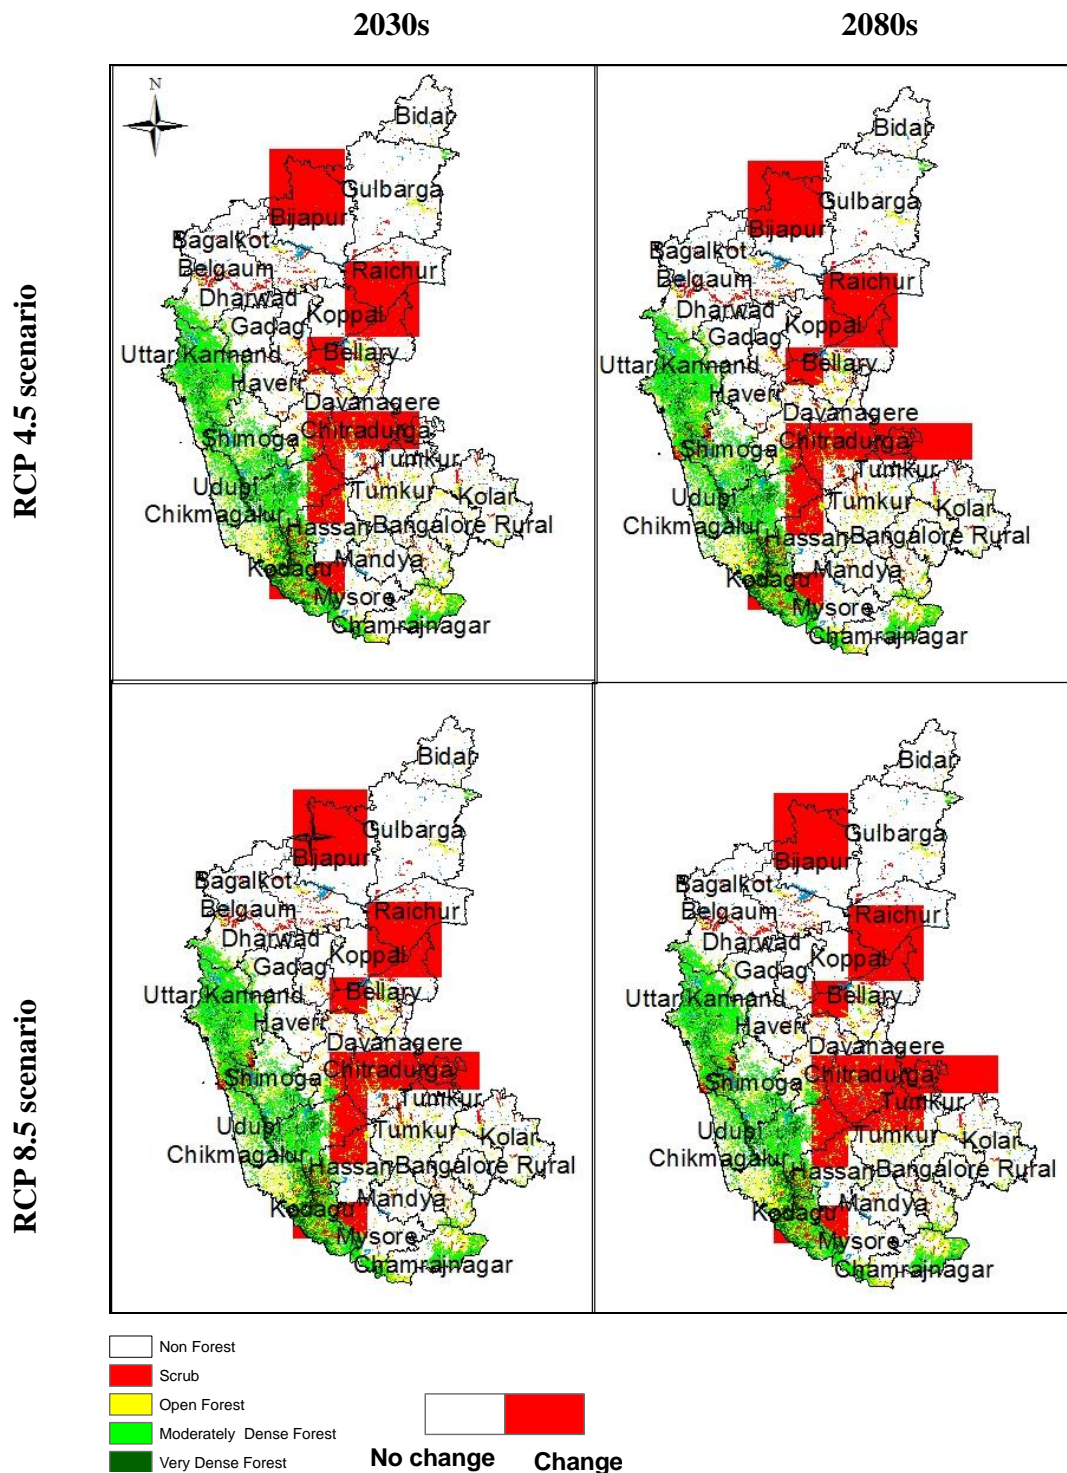 2030s 2080s
RCP 4.5 scenario
N
Bidar
Gulbarga
Bijapur
Bagalkot
Raichur
Belgaum
Dharwad
Koppal
Gadag
Uttar Kannand
Bellary
Haveri
Davanagere
Chitradurga
Shimoga
Tumkur
Udupi
Tumkur
Kolar
Chikmagalur
Hassan
Bangalore Rural
Mandya
Kodagu
Mysore
Chamrajnagar
Bidar
Gulbarga
Bijapur
Bagalkot
Raichur
Belgaum
Dharwad
Koppal
Gadag
Uttar Kannand
Bellary
Haveri
Davanagere
Chitradurga
Shimoga
Tumkur
Udupi
Tumkur
Kolar
Chikmagalur
Hassan
Bangalore Rural
Mandya
Kodagu
Mysore
Chamrajnagar
RCP 8.5 scenario
Bidar
Gulbarga
Bijapur
Bagalkot
Raichur
Belgaum
Dharwad
Koppal
Gadag
Uttar Kannand
Bellary
Haveri
Davanagere
Chitradurga
Shimoga
Tumkur
Udupi
Tumkur
Kolar
Chikmagalur
Hassan
Bangalore Rural
Mandya
Kodagu
Mysore
Chamrajnagar
Bidar
Gulbarga
Bijapur
Bagalkot
Raichur
Belgaum
Dharwad
Koppal
Gadag
Uttar Kannand
Bellary
Haveri
Davanagere
Chitradurga
Shimoga
Tumkur
Udupi
Tumkur
Kolar
Chikmagalur
Hassan
Bangalore Rural
Mandya
Kodagu
Mysore
Chamrajnagar
Non Forest
Scrub
Open Forest
Moderately Dense Forest
Very Dense Forest
No change Change